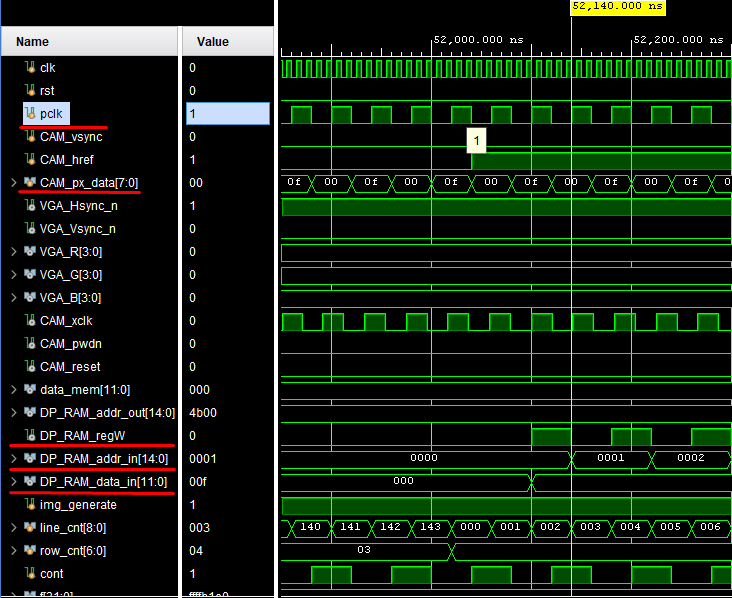 52,140.000 ns
Name Value
52,000.000 ns 52,200.000 ns
clk 0
rst 0
pclk 1
CAM_vsync 0
1
CAM_href 1
CAM_px_data[7:0] 00 0f 00 0f 00 0f 00 0f 00 0f 00 0f
VGA_Hsync_n 1
VGA_Vsync_n 0
VGA_R[3:0] 0
VGA_G[3:0] 0
VGA_B[3:0] 0
CAM_xclk 0
CAM_pwdn 0
CAM_reset 0
data_mem[11:0] 000
DP_RAM_addr_out[14:0] 4b00
DP_RAM_regW 0
DP_RAM_addr_in[14:0] 0001 0000 0001 0002
DP_RAM_data_in[11:0] 00f 000
img_generate 1
line_cnt[8:0] 003 140 141 142 143 000 001 002 003 004 005 006
row_cnt[6:0] 04 03
cont 1